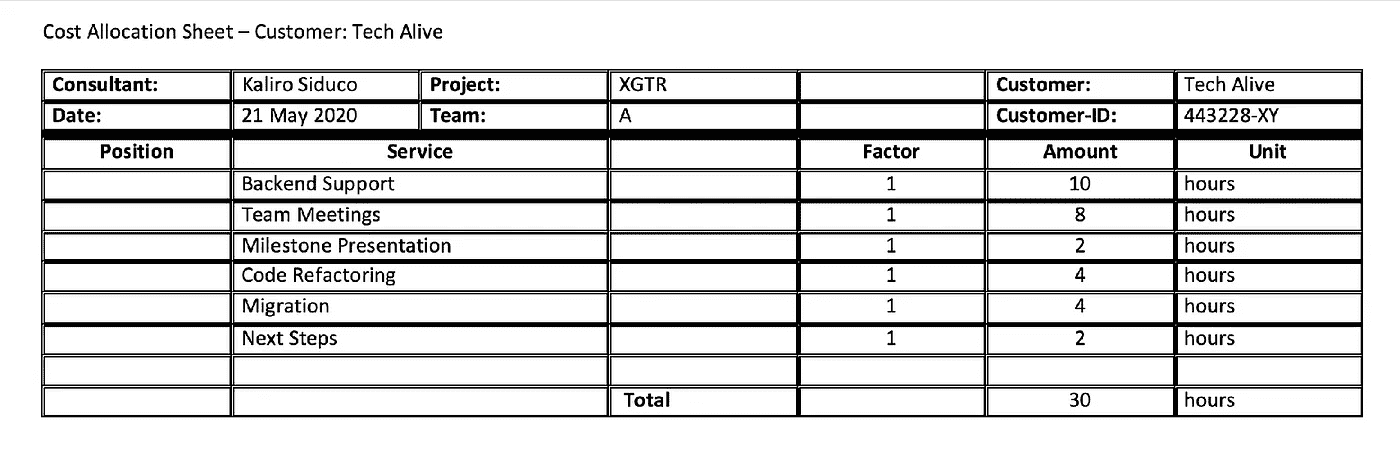 Cost Allocation Sheet – Customer: Tech Alive
Consultant: Kaliro Siduco Project: XGTR Customer: Tech Alive
Date: 21 May 2020 Team: A Customer-ID: 443228-XY
Position Service Factor Amount Unit
Backend Support 1 10 hours
Team Meetings 1 8 hours
Milestone Presentation 1 2 hours
Code Refactoring 1 4 hours
Migration 1 4 hours
Next Steps 1 2 hours
Total 30 hours